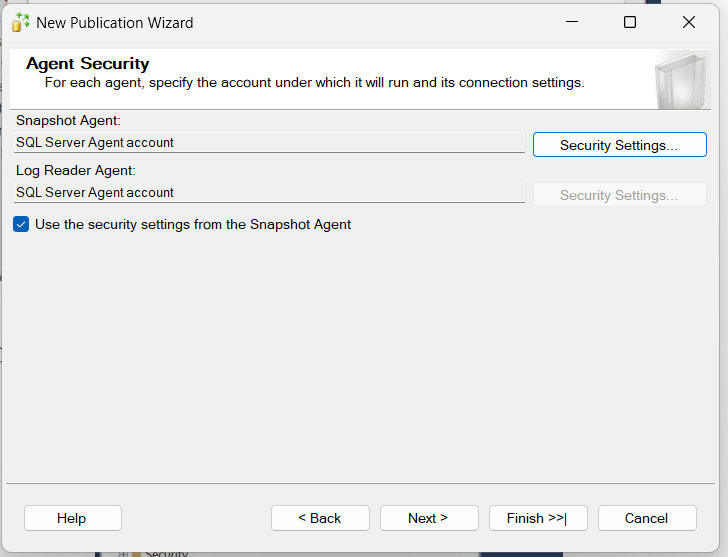 New Publication Wizard
Agent Security
For each agent, specify the account under which it will run and its connection settings.
Snapshot Agent:
SQL Server Agent account
Security Settings...
Log Reader Agent:
SQL Server Agent account
Security Settings...
Use the security settings from the Snapshot Agent
Help
< Back
Next >
Finish >>|
Cancel
Security